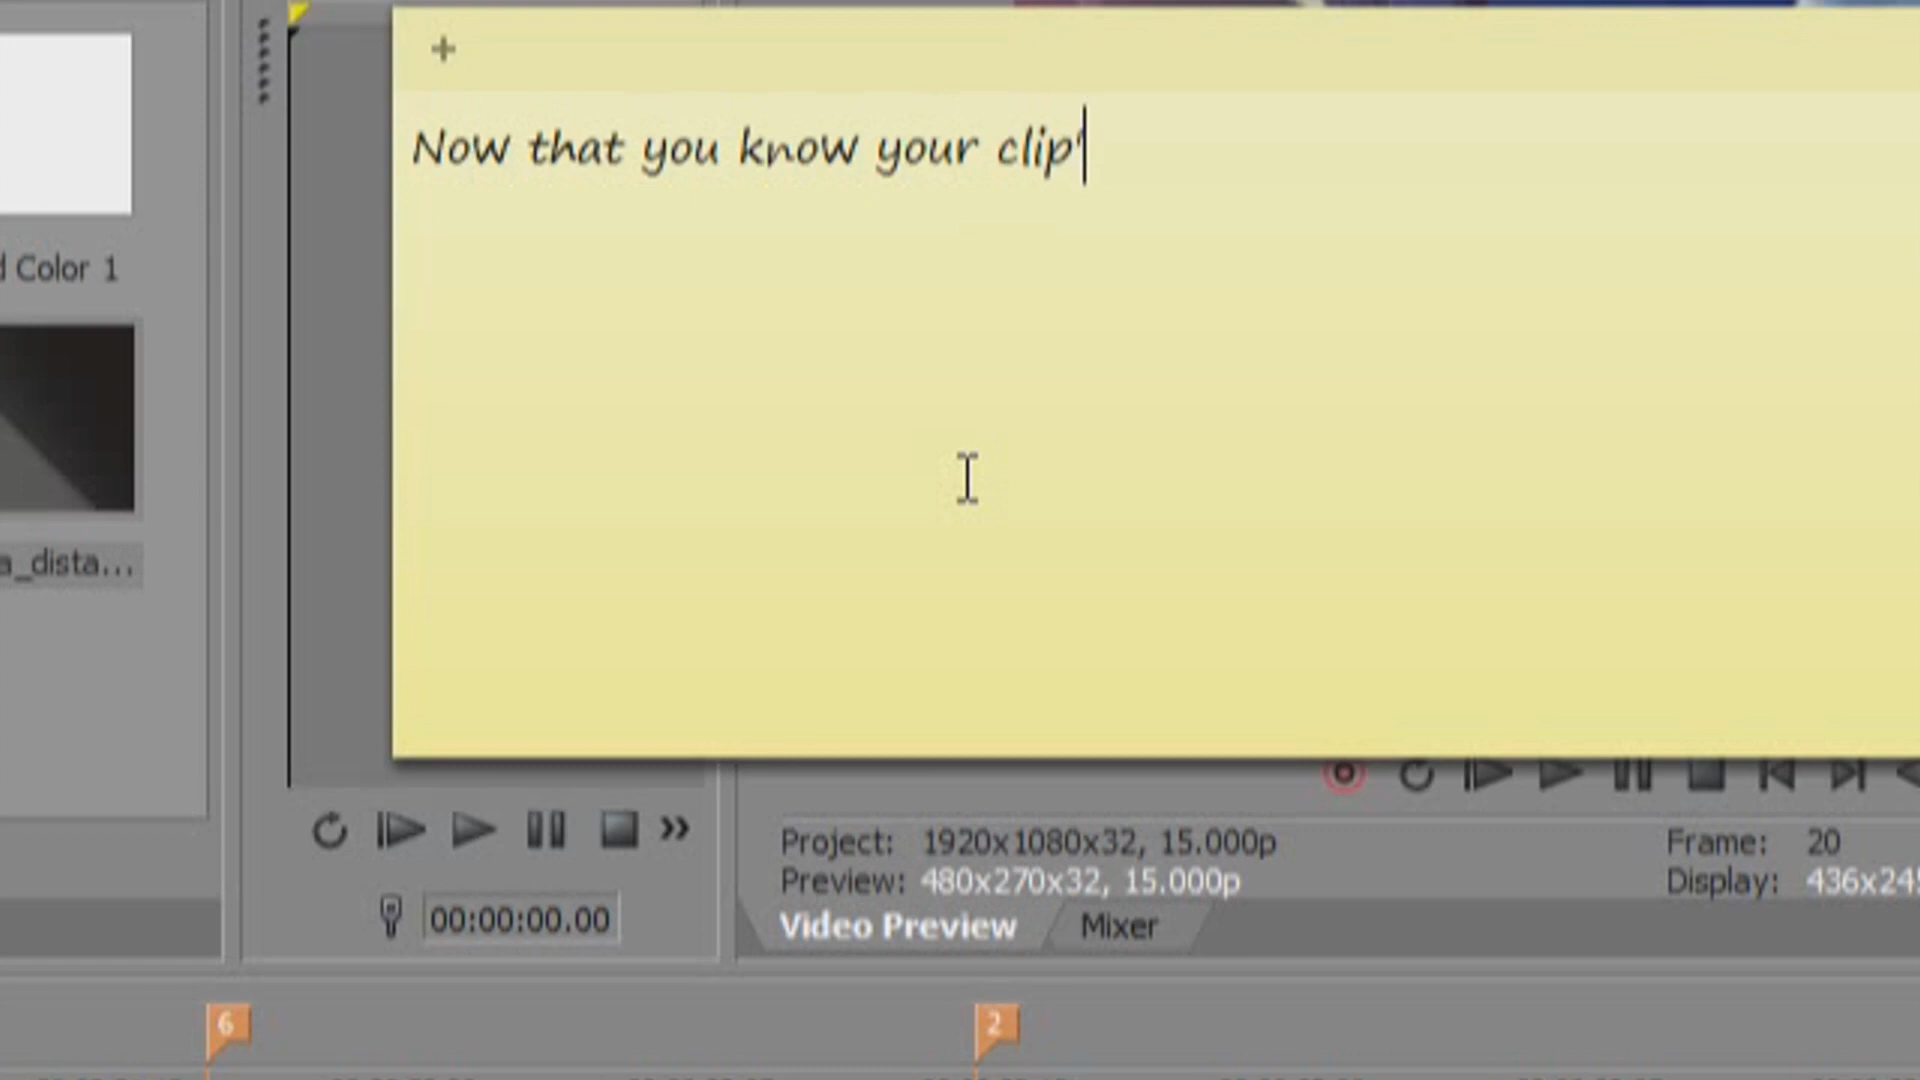 +
Now that you know your clip'
Color 1
a_dista...
Project: 1920x1080x32, 15.000p
Frame: 20
Preview: 480x270x32, 15.000p
Display: 436x245
00:00:00.00
Video Preview
Mixer
6
2